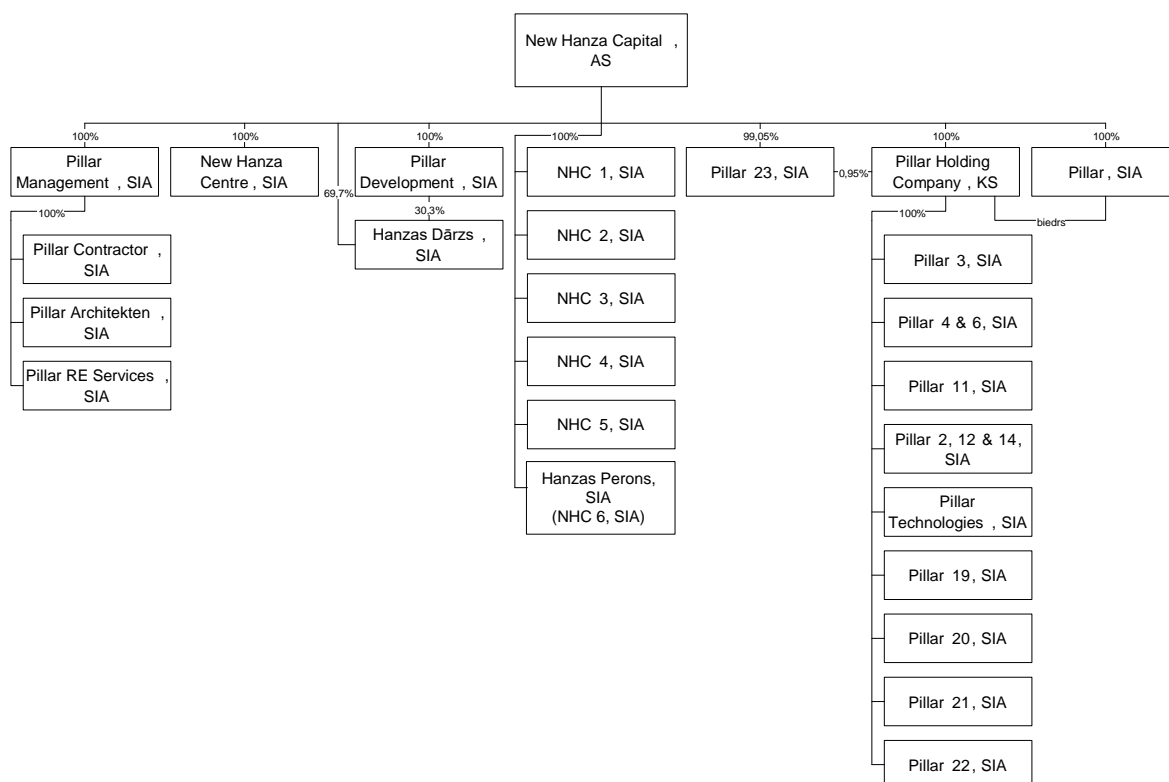 New Hanza Capital ,
AS
100%
100%
100%
100%
99,05%
100%
100%
Pillar
Management , SIA
New Hanza
Centre , SIA
69,7%
Pillar
Development , SIA
NHC 1, SIA
Pillar 23, SIA
0,95%
Pillar Holding
Company , KS
Pillar, SIA
100%
30,3%
100%
biedrs
Pillar Contractor ,
SIA
Hanzas Dārzs ,
SIA
NHC 2, SIA
Pillar 3, SIA
Pillar Architekten ,
SIA
NHC 3, SIA
Pillar 4 & 6, SIA
Pillar RE Services ,
SIA
NHC 4, SIA
Pillar 11, SIA
NHC 5, SIA
Pillar 2, 12 & 14,
SIA
Hanzas Perons,
SIA
(NHC 6, SIA)
Pillar
Technologies , SIA
Pillar 19, SIA
Pillar 20, SIA
Pillar 21, SIA
Pillar 22, SIA